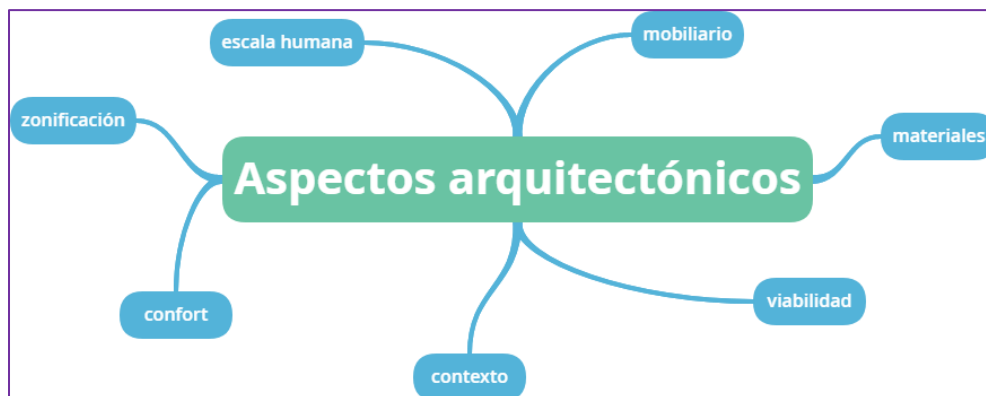 escala humana
mobiliario
zonificación
materiales
Aspectos arquitectónicos
confort
viabilidad
contexto